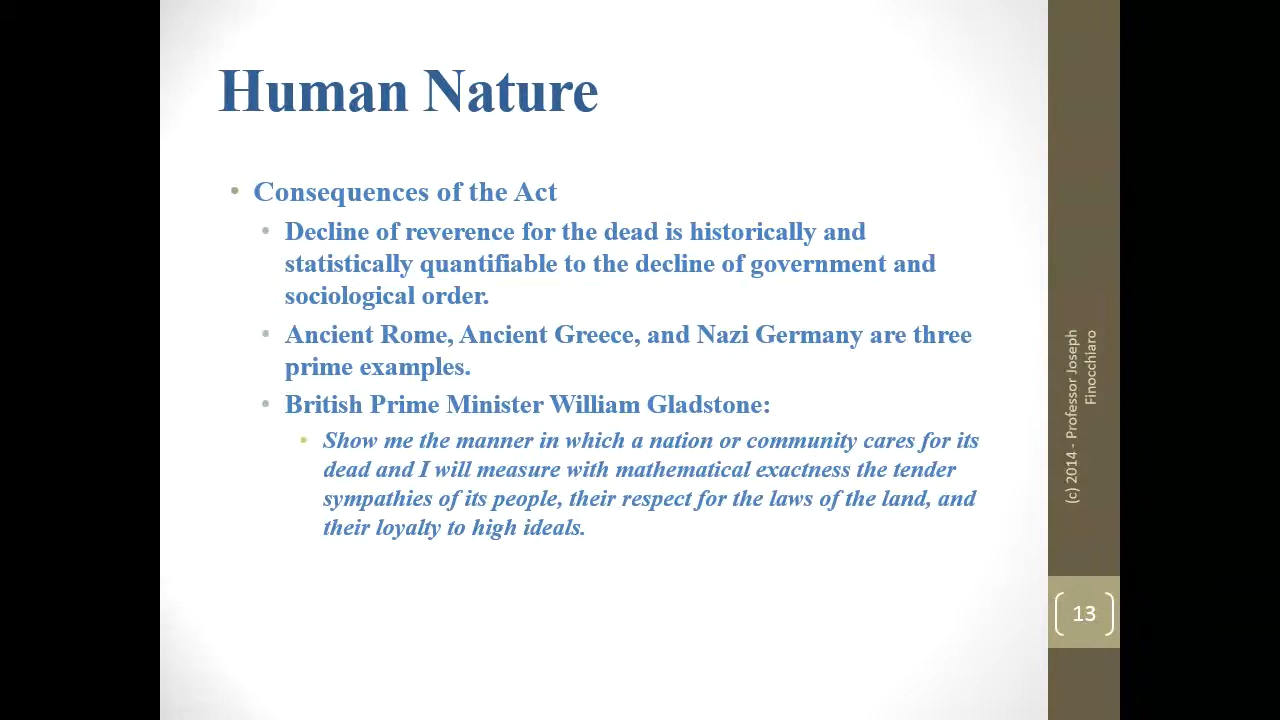 Human Nature
• Consequences of the Act
• Decline of reverence for the dead is historically and
statistically quantifiable to the decline of government and
sociological order.
• Ancient Rome, Ancient Greece, and Nazi Germany are three
prime examples.
• British Prime Minister William Gladstone:
• Show me the manner in which a nation or community cares for its
dead and I will measure with mathematical exactness the tender
sympathies of its people, their respect for the laws of the land, and
their loyalty to high ideals.
(c) 2014 - Professor Joseph
Finocchiaro
13